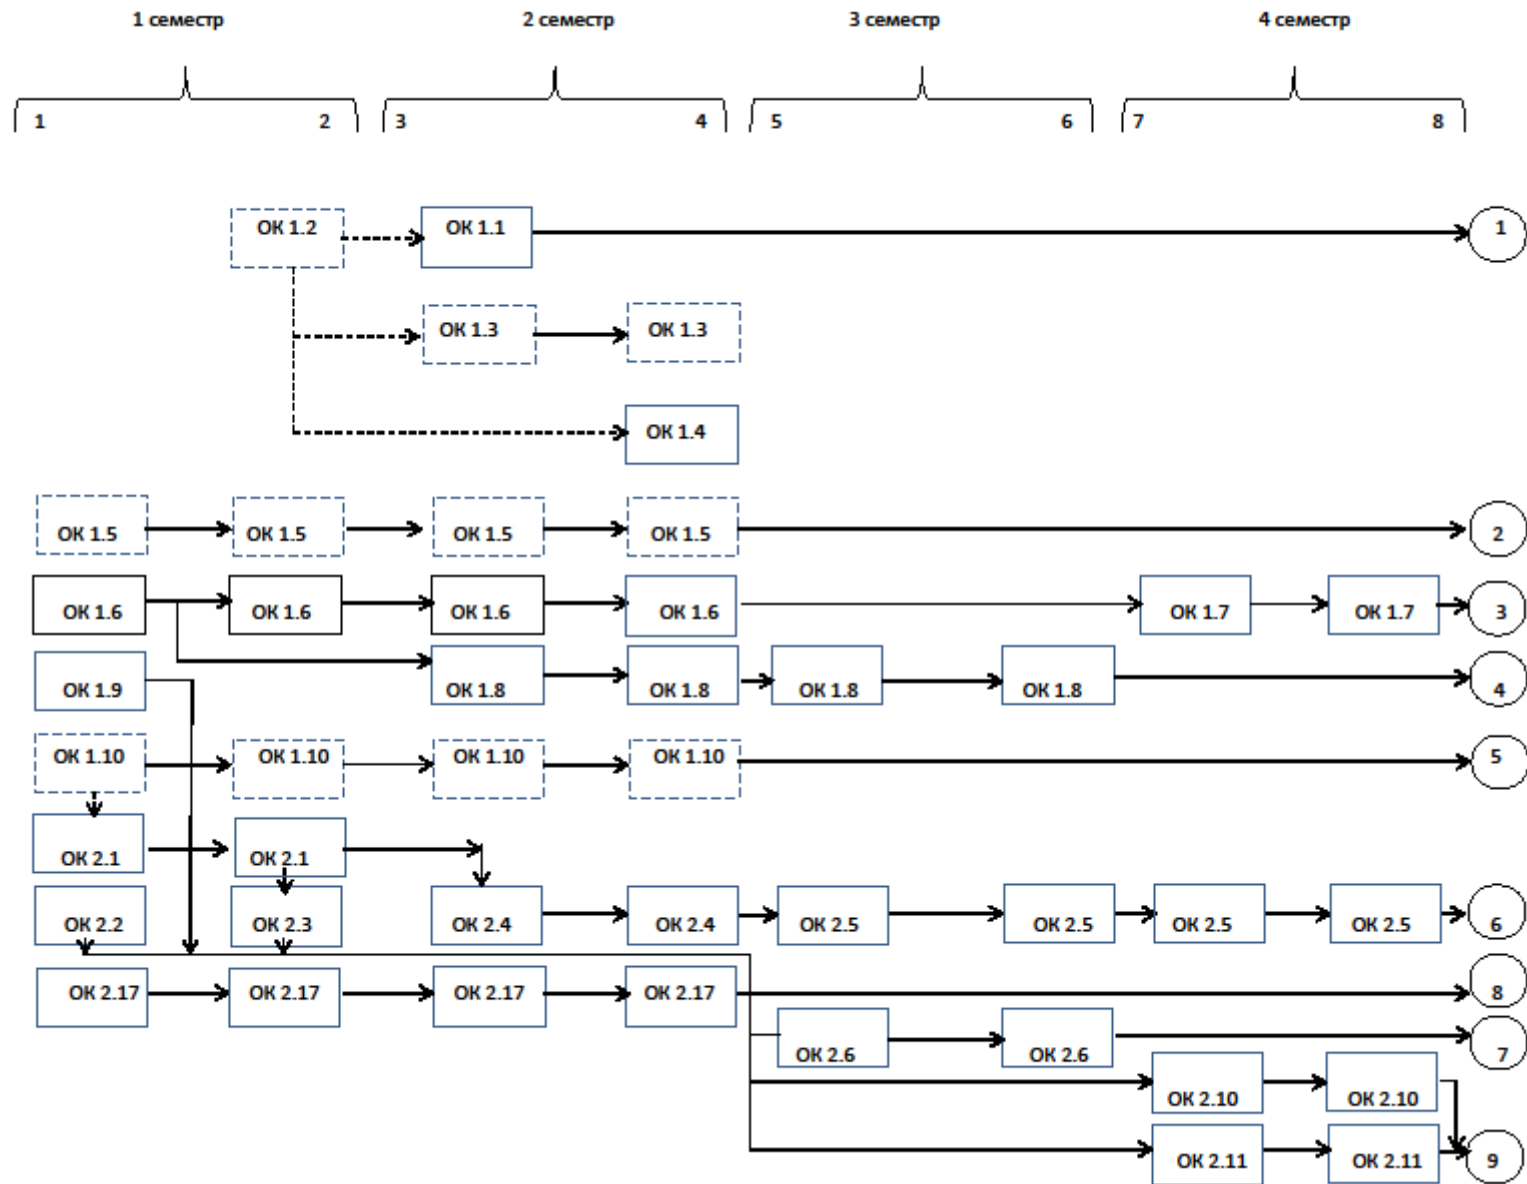 1 семестр 2 семестр 3 семестр 4 семестр
1 2 3 4 5 6 7 8
ОК 1.2 ОК 1.1 1
ОК 1.3 ОК 1.3
ОК 1.4
ОК 1.5 ОК 1.5 ОК 1.5 ОК 1.5 2
ОК 1.6 ОК 1.6 ОК 1.6 ОК 1.6 ОК 1.7 ОК 1.7 3
ОК 1.9 ОК 1.8 ОК 1.8 ОК 1.8 ОК 1.8 4
ОК 1.10 ОК 1.10 ОК 1.10 ОК 1.10 5
ОК 2.1 ОК 2.1
ОК 2.2 ОК 2.3 ОК 2.4 ОК 2.4 ОК 2.5 ОК 2.5 ОК 2.5 ОК 2.5 6
ОК 2.17 ОК 2.17 ОК 2.17 ОК 2.17 8
ОК 2.6 ОК 2.6 7
ОК 2.10 ОК 2.10
ОК 2.11 ОК 2.11 9